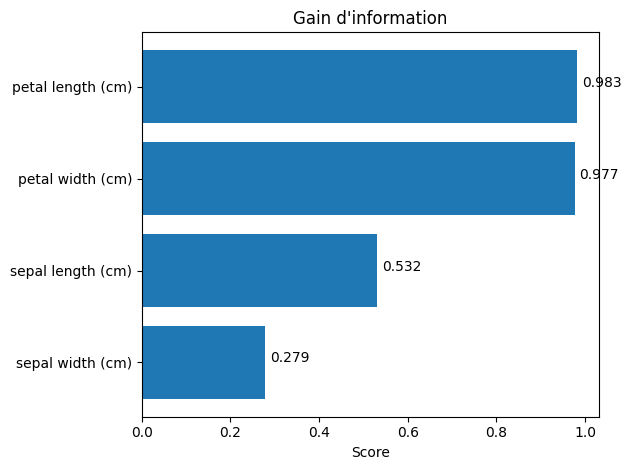 Gain d'information
petal length (cm)
0.983
petal width (cm)
0.977
sepal length (cm)
0.532
sepal width (cm)
0.279
0.0 0.2 0.4 0.6 0.8 1.0
Score